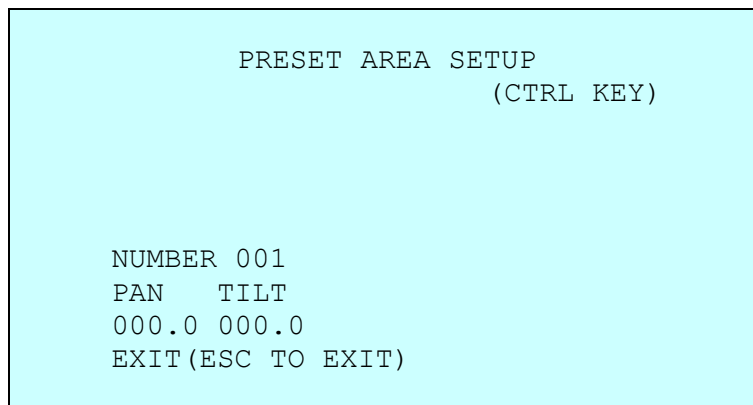 PRESET AREA SETUP
(CTRL KEY)
NUMBER 001
PAN TILT
000.0 000.0
EXIT(ESC TO EXIT)